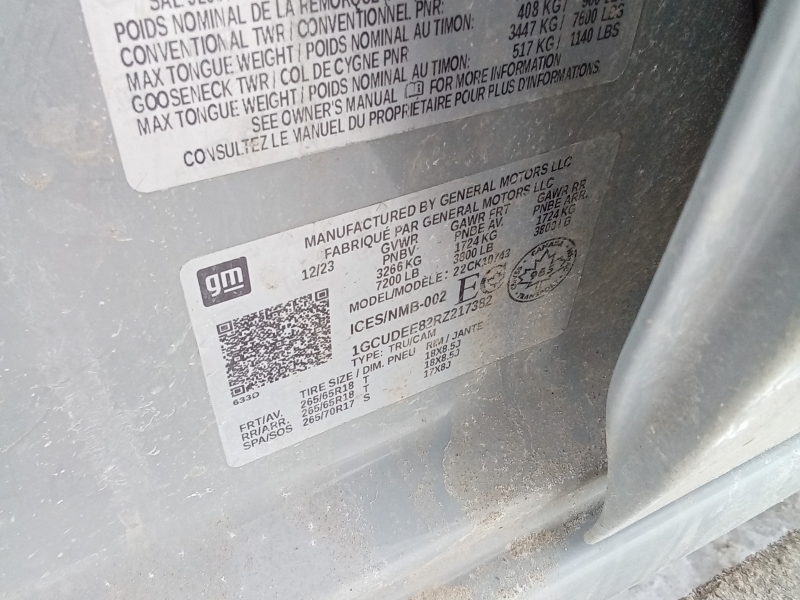 POIDS NOMINAL DE LA REMORQUE
408 KG /
CONVENTIONAL TWR / CONVENTIONNEL PNR: 3447 KG / 7600 LBS
MAX TONGUE WEIGHT / POIDS NOMINAL AU TIMON: 517 KG / 1140 LBS
GOOSENECK TWR / COL DE CYGNE PNR
MAX TONGUE WEIGHT / POIDS NOMINAL AU TIMON:
SEE OWNER'S MANUAL FOR MORE INFORMATION
CONSULTEZ LE MANUEL DU PROPRIÉTAIRE POUR PLUS D'INFORMATIONS
gm
MANUFACTURED BY GENERAL MOTORS LLC
FABRIQUÉ PAR GENERAL MOTORS LLC
12/23 GVWR GAWR FRT GAWR RR
PNBV PNBE AV. PNBE ARR.
3266 KG 1724 KG 1724 KG
7200 LB 3800 LB 3800 LB
MODEL/MODÈLE: 22CK10743
ICES/NMB-002 E
CANADA
1GCUDEE82RZ217382
TYPE: TRU/CAM
633D
TIRE SIZE / DIM. PNEU RIM / JANTE
FRT/AV. 265/65R18 T 18X8.5J
RR/ARR. 265/65R18 T 18X8.5J
SPA/SOS 265/70R17 S 17X8J